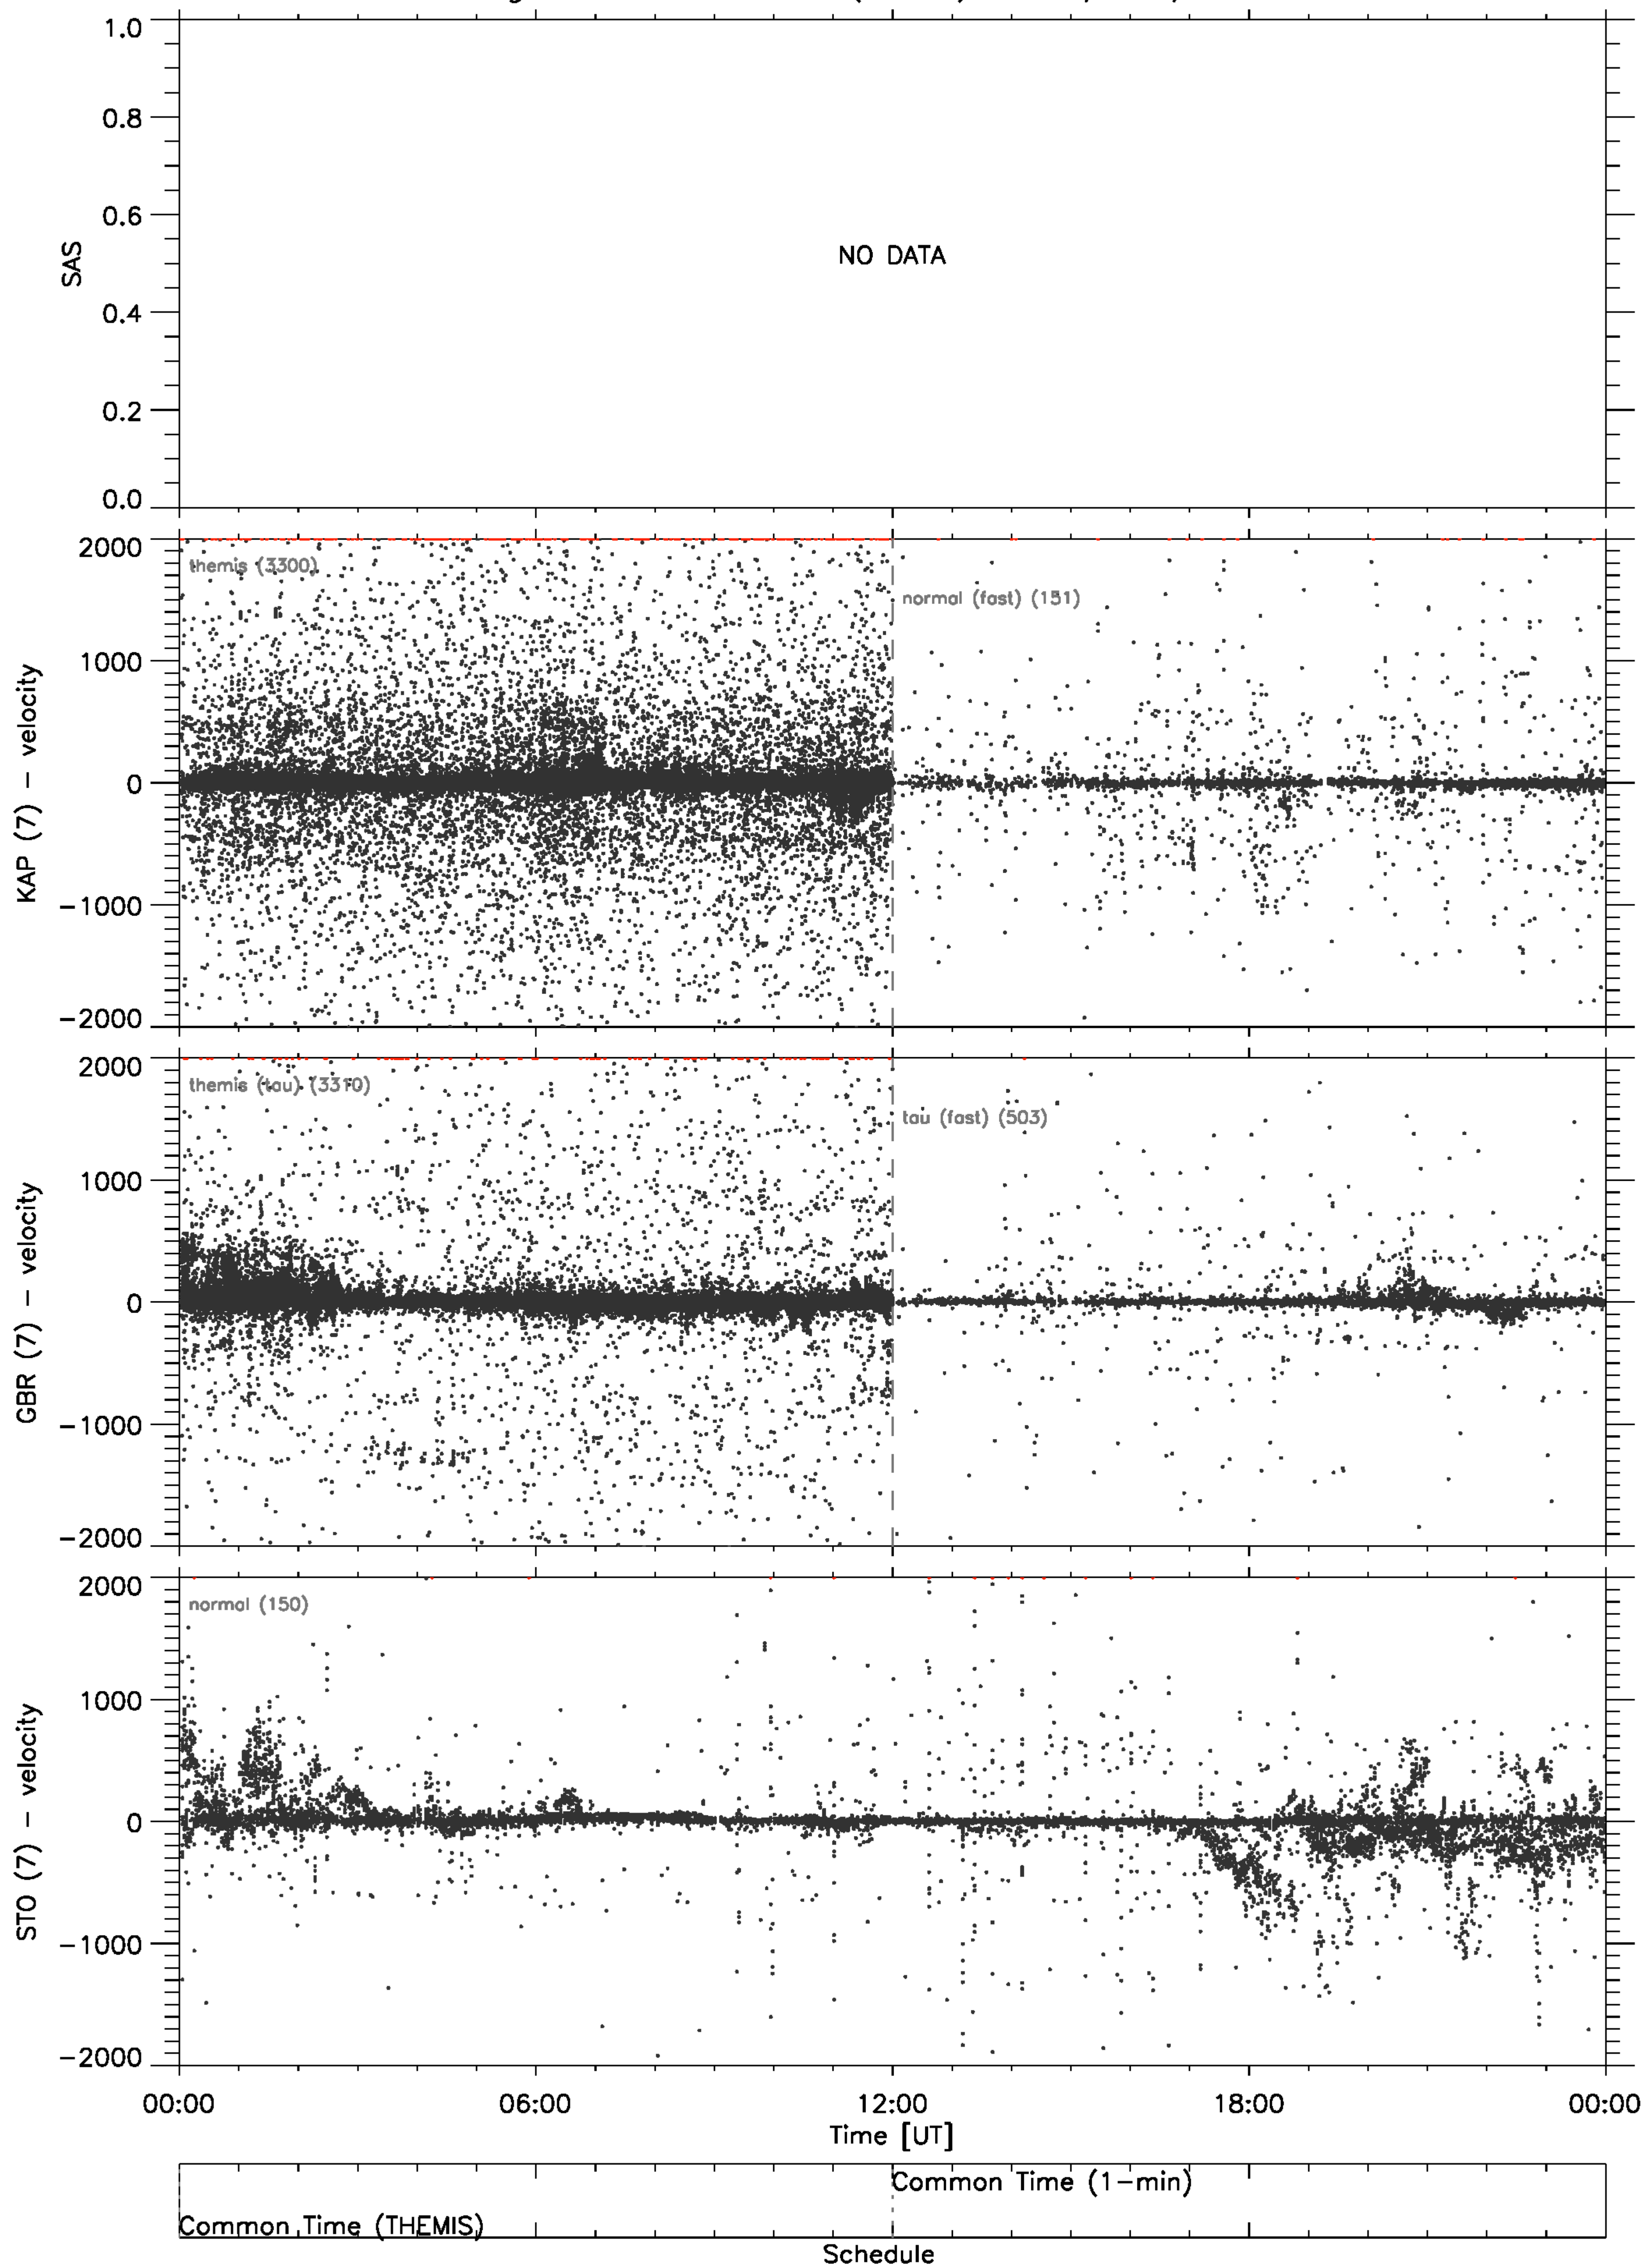 1.0
0.8
0.6
0.4
0.2
0.0
SAS
NO DATA
2000
1000
0
-1000
-2000
KAP (7) - velocity
themis (3300)
normal (fast) (151)
2000
1000
0
-1000
-2000
GBR (7) - velocity
themis (tau) (3310)
tau (fast) (503)
2000
1000
0
-1000
-2000
STO (7) - velocity
normal (150)
00:00 06:00 12:00 18:00 00:00
Time [UT]
Common Time (1-min)
Common Time (THEMIS)
Schedule